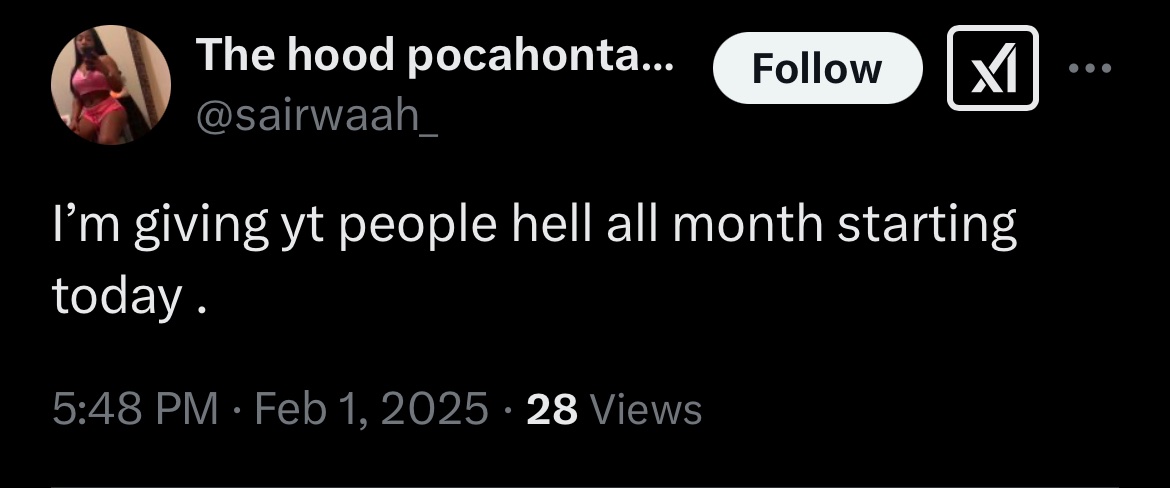 The hood pocahonta...
Follow
@sairwaah_
I’m giving yt people hell all month starting
today .
5:48 PM · Feb 1, 2025 · 28 Views